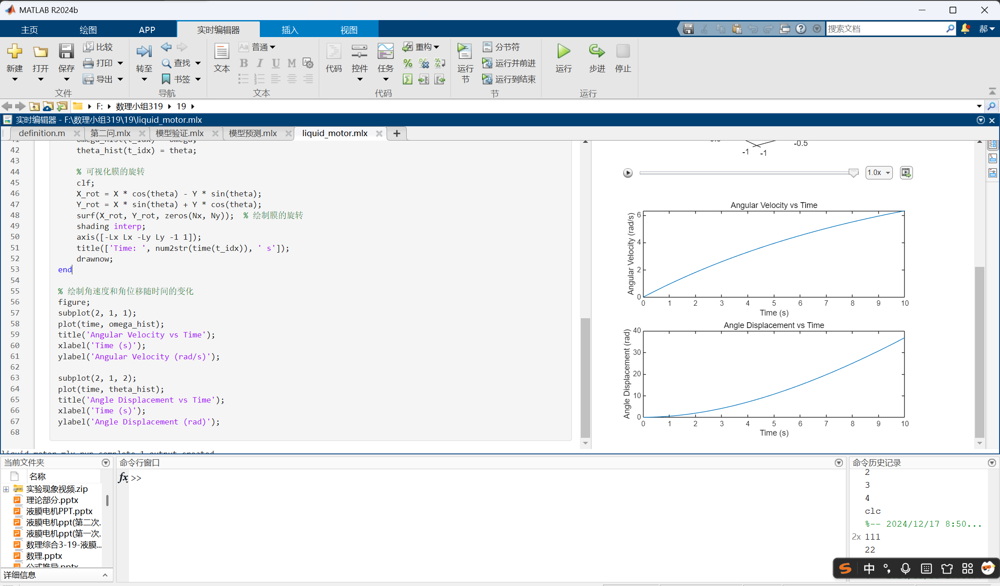 MATLAB R2024b
主页 绘图 APP 实时编辑器 插入 视图 搜索文档 郝
新建 打开 保存 比较 打印 导出 文件
转至 查找 书签 导航
文本 Aa 普通 B I U M 文本
代码 控件 任务 重构 代码
运行节 分节符 运行并前进 运行到结束 节
运行 步进 停止 运行
F: 数理小组319 19
实时编辑器 - F:\数理小组319\19\liquid_motor.mlx
definition.m 第二问.mlx 模型验证.mlx 模型预测.mlx liquid_motor.mlx +
41 omega_hist(t_idx) = omega;
42 theta_hist(t_idx) = theta;
43
44 % 可视化膜的旋转
45 clf;
46 X_rot = X * cos(theta) - Y * sin(theta);
47 Y_rot = X * sin(theta) + Y * cos(theta);
48 surf(X_rot, Y_rot, zeros(Nx, Ny)); % 绘制膜的旋转
49 shading interp;
50 axis([-Lx Lx -Ly Ly -1 1]);
51 title(['Time: ', num2str(time(t_idx)), ' s']);
52 drawnow;
53 end
54
55 % 绘制角速度和角位移随时间的变化
56 figure;
57 subplot(2, 1, 1);
58 plot(time, omega_hist);
59 title('Angular Velocity vs Time');
60 xlabel('Time (s)');
61 ylabel('Angular Velocity (rad/s)');
62
63 subplot(2, 1, 2);
64 plot(time, theta_hist);
65 title('Angle Displacement vs Time');
66 xlabel('Time (s)');
67 ylabel('Angle Displacement (rad)');
68
-0.5
-1 -1
1.0x
Angular Velocity vs Time
Angular Velocity (rad/s)
6
4
2
0
0 1 2 3 4 5 6 7 8 9 10
Time (s)
Angle Displacement vs Time
Angle Displacement (rad)
40
30
20
10
0
0 1 2 3 4 5 6 7 8 9 10
Time (s)
liquid_motor.mlx run complete 1 output created
当前文件夹
名称
实验现象视频.zip
理论部分.pptx
液膜电机PPT.pptx
液膜电机ppt(第二次.
液膜电机ppt(第一次.
数理综合3-19-液膜...
数理.pptx
公式推导.pptx
详细信息
命令行窗口
fx >>
命令历史记录
2
3
4
clc
%-- 2024/12/17 8:50...
2x 111
22
中